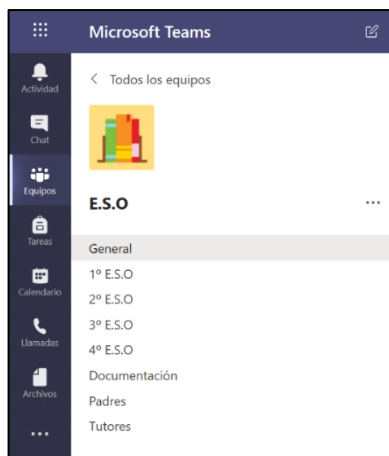 Microsoft Teams
Actividad
Chat
Equipos
Tareas
Calendario
Llamadas
Archivos
Todos los equipos
E.S.O
General
1º E.S.O
2º E.S.O
3º E.S.O
4º E.S.O
Documentación
Padres
Tutores